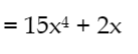 = 15x⁴ + 2x